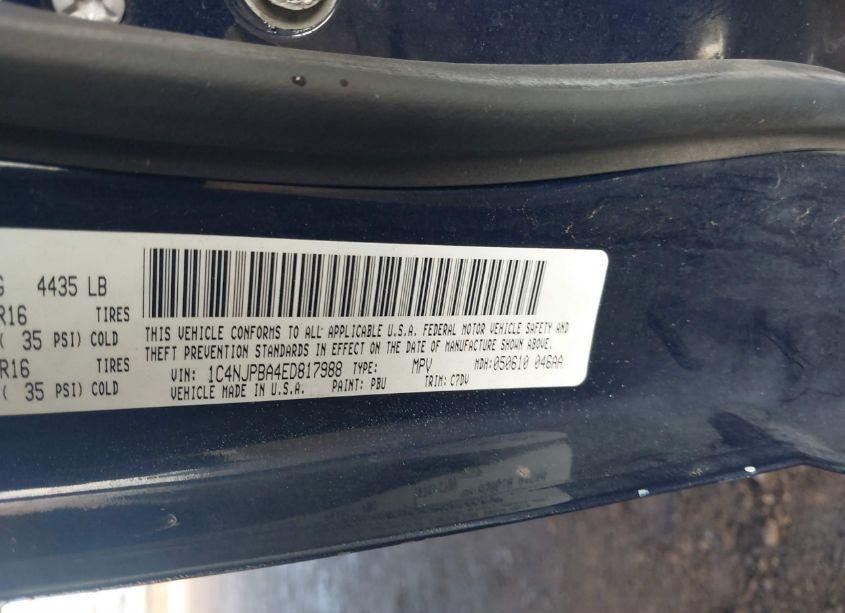 G 4435 LB
R16 TIRES
( 35 PSI) COLD
R16 TIRES
( 35 PSI) COLD
THIS VEHICLE CONFORMS TO ALL APPLICABLE U.S.A. FEDERAL MOTOR VEHICLE SAFETY AND
THEFT PREVENTION STANDARDS IN EFFECT ON THE DATE OF MANUFACTURE SHOWN ABOVE.
VIN: 1C4NJPBA4ED817988 TYPE: MPV MDH:050610 046AA
VEHICLE MADE IN U.S.A. PAINT: PBU TRIM: C7DV